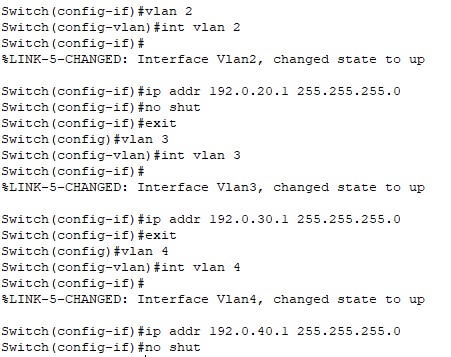 Switch(config-if)#vlan 2
Switch(config-vlan)#int vlan 2
Switch(config-if)#
%LINK-5-CHANGED: Interface Vlan2, changed state to up
Switch(config-if)#ip addr 192.0.20.1 255.255.255.0
Switch(config-if)#no shut
Switch(config-if)#exit
Switch(config)#vlan 3
Switch(config-vlan)#int vlan 3
Switch(config-if)#
%LINK-5-CHANGED: Interface Vlan3, changed state to up
Switch(config-if)#ip addr 192.0.30.1 255.255.255.0
Switch(config-if)#exit
Switch(config)#vlan 4
Switch(config-vlan)#int vlan 4
Switch(config-if)#
%LINK-5-CHANGED: Interface Vlan4, changed state to up
Switch(config-if)#ip addr 192.0.40.1 255.255.255.0
Switch(config-if)#no shut